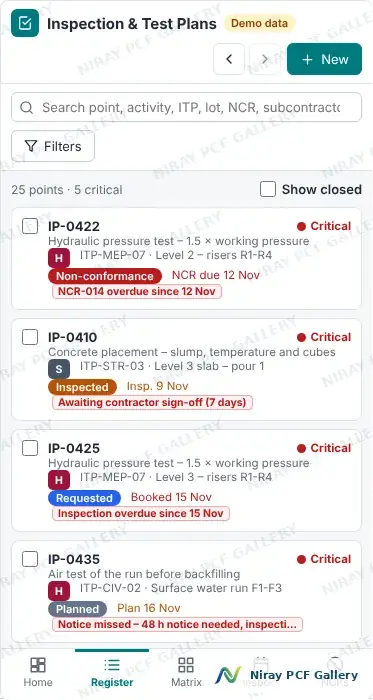 Inspection & Test Plans Demo data
+ New
Search point, activity, ITP, lot, NCR, subcontracto
Filters
25 points · 5 critical Show closed
IP-0422 Critical
Hydraulic pressure test – 1.5 × working pressure
H ITP-MEP-07 · Level 2 – risers R1-R4
Non-conformance NCR due 12 Nov
NCR-014 overdue since 12 Nov
IP-0410 Critical
Concrete placement – slump, temperature and cubes
S ITP-STR-03 · Level 3 slab – pour 1
Inspected Insp. 9 Nov
Awaiting contractor sign-off (7 days)
IP-0425 Critical
Hydraulic pressure test – 1.5 × working pressure
H ITP-MEP-07 · Level 3 – risers R1-R4
Requested Booked 15 Nov
Inspection overdue since 15 Nov
IP-0435 Critical
Air test of the run before backfilling
H ITP-CIV-02 · Surface water run F1-F3
Planned Plan 16 Nov
Notice missed – 48 h notice needed, inspecti...
Home Register Matrix
Niray PCF Gallery
NIRAY PCF GALLERY